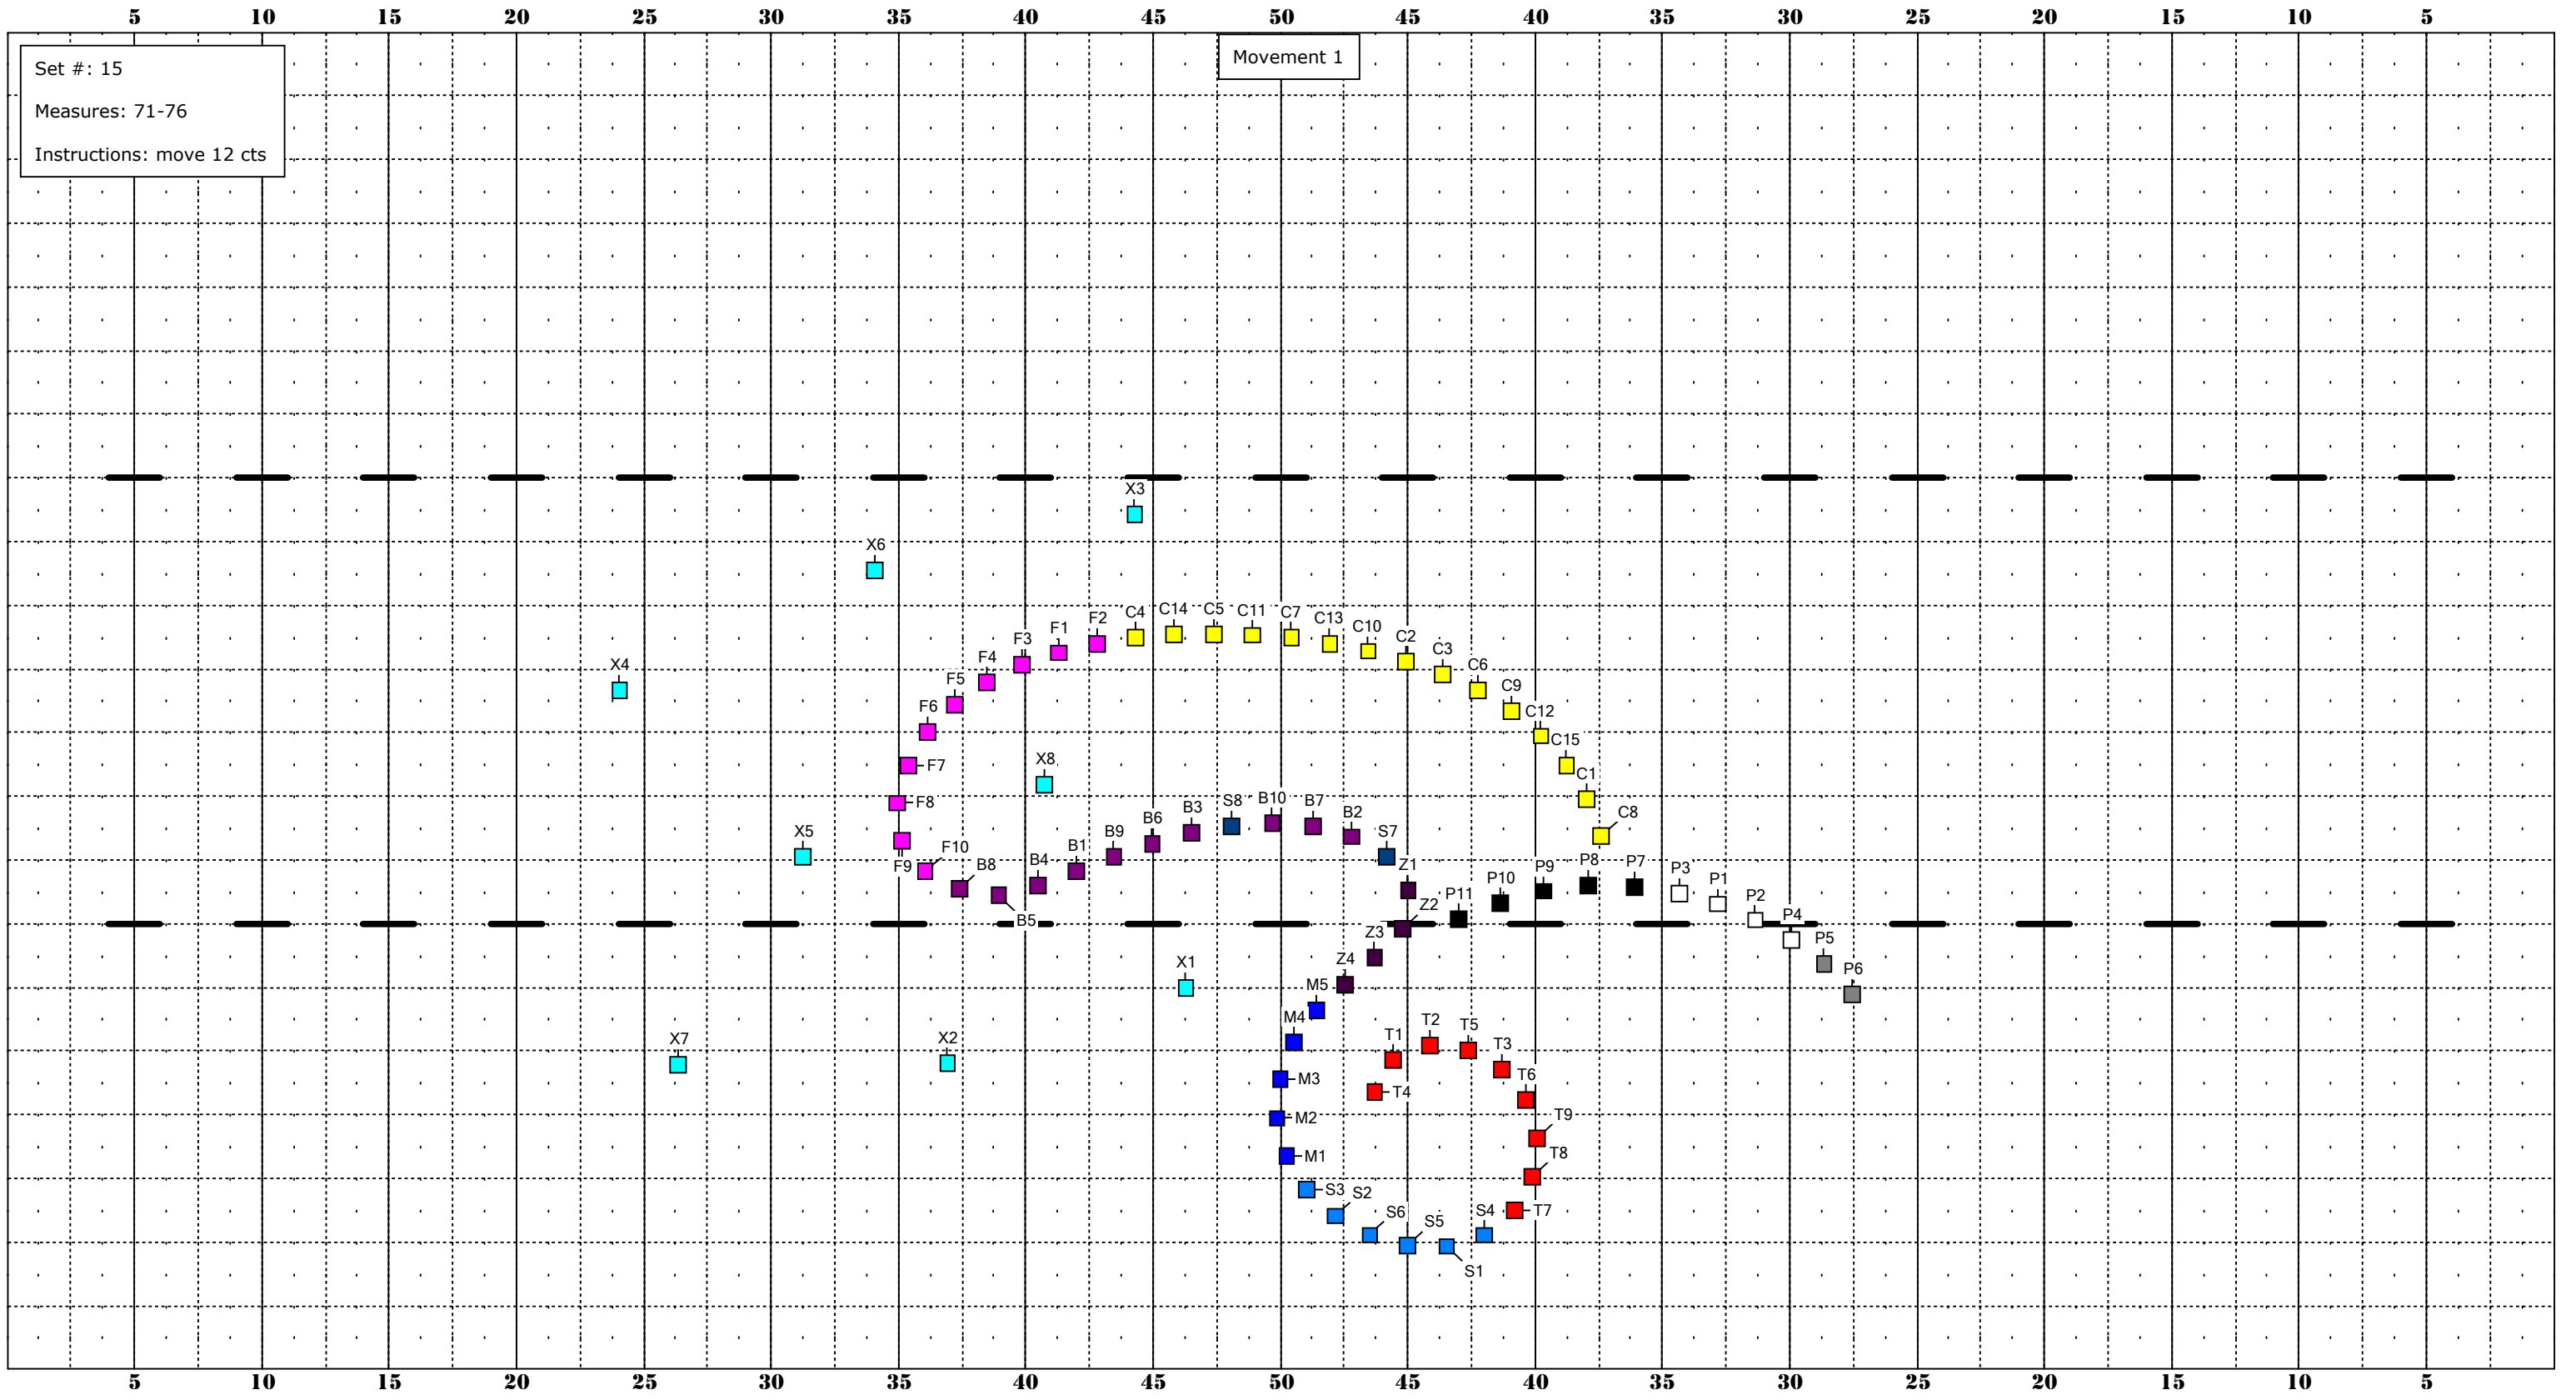 5 10 15 20 25 30 35 40 45 50 45 40 35 30 25 20 15 10 5
Set #: 15
Measures: 71-76
Instructions: move 12 cts
Movement 1
X3
X6
C4 C14 C5 C11 C7 C13 C10
F3 F1 F2
C2 C3 C6
X4
F5 F4
C9
F6
C12
F7
C15
X8
C1
F8
C8
X5
B6 B3 S8 B10 B7 B2 S7
F9 F10 B8 B4 B1 B9
Z1
P11 P10 P9 P8 P7 P3 P1 P2 P4
B5
Z2
Z3
P5
X1
Z4
P6
M5
M4
X7
X2
T1 T2 T5 T3
M3
T4
T6
M2
T9
M1
T8
S3 S2
S6 S5 S4
T7
S1
5 10 15 20 25 30 35 40 45 50 45 40 35 30 25 20 15 10 5